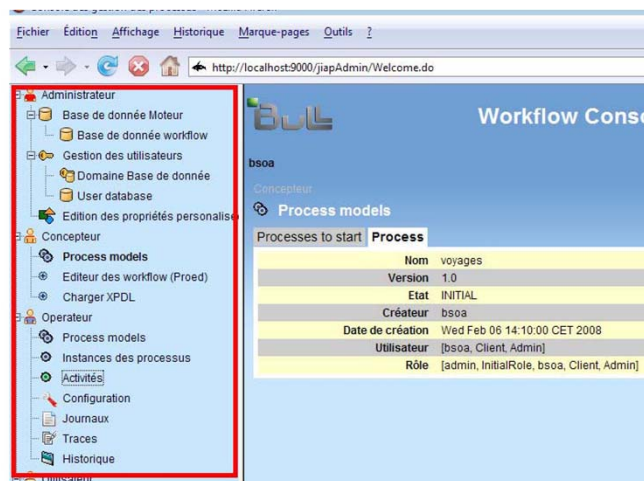 Fichier Édition Affichage Historique Marque-pages Outils ?
http://localhost:9000/jiapAdmin/Welcome.do
Administrateur
Base de donnée Moteur
Base de donnée workflow
Gestion des utilisateurs
Domaine Base de donnée
User database
Edition des propriétés personalise
Concepteur
Process models
Editeur des workflow (Proed)
Charger XPDL
Operateur
Process models
Instances des processus
Activités
Configuration
Journaux
Traces
Historique
Utilisateur
Bull
Workflow Conso
bsoa
Concepteur
Process models
Processes to start Process
Nom voyages
Version 1.0
Etat INITIAL
Créateur bsoa
Date de création Wed Feb 06 14:10:00 CET 2008
Utilisateur [bsoa, Client, Admin]
Rôle [admin, InitialRole, bsoa, Client, Admin]